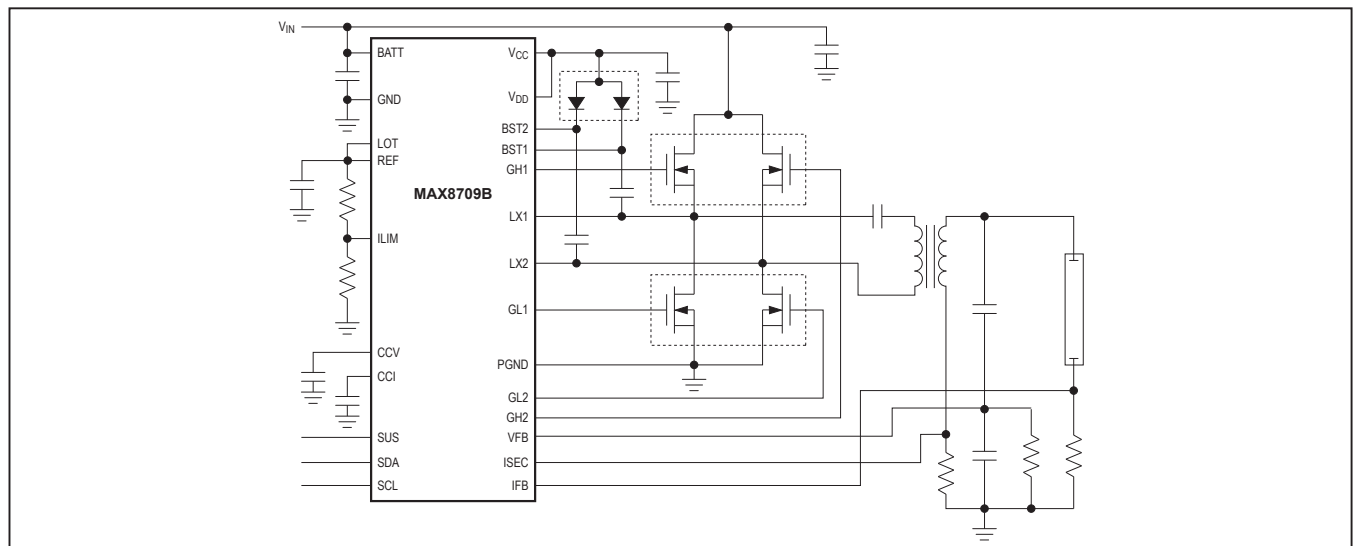 VIN
BATT
GND
LOT
REF
ILIM
CCV
CCI
SUS
SDA
SCL
MAX8709B
VCC
VDD
BST2
BST1
GH1
LX1
LX2
GL1
PGND
GL2
GH2
VFB
ISEC
IFB